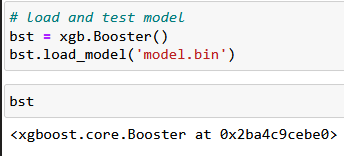 # load and test model
bst = xgb.Booster()
bst.load_model('model.bin')
bst
<xgboost.core.Booster at 0x2ba4c9cebe0>